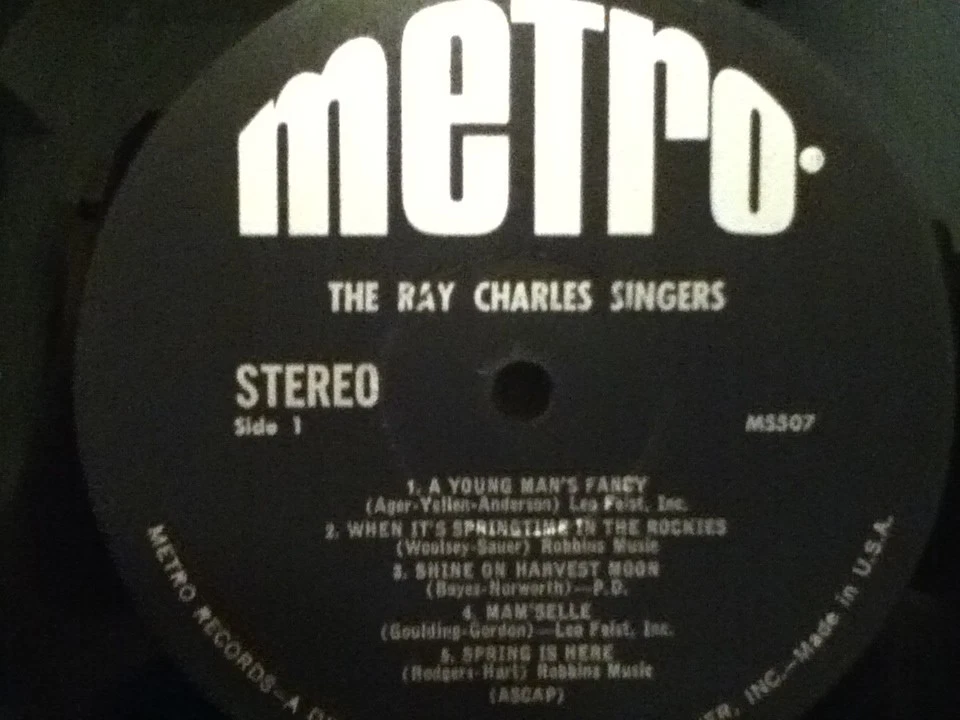 metro®
THE RAY CHARLES SINGERS
STEREO
Side 1
MS507
1. A YOUNG MAN'S FANCY
(Ager-Yellen-Anderson) Leo Feist, Inc.
2. WHEN IT'S SPRINGTIME IN THE ROCKIES
(Woolsey-Sauer) Robbins Music
3. SHINE ON HARVEST MOON
(Bayes-Norworth)—P.D.
4. MAM'SELLE
(Goulding-Gordon)—Leo Feist, Inc.
5. SPRING IS HERE
(Rodgers-Hart) Robbins Music
(ASCAP)
METRO RECORDS—A
INC.—Made in U.S.A.